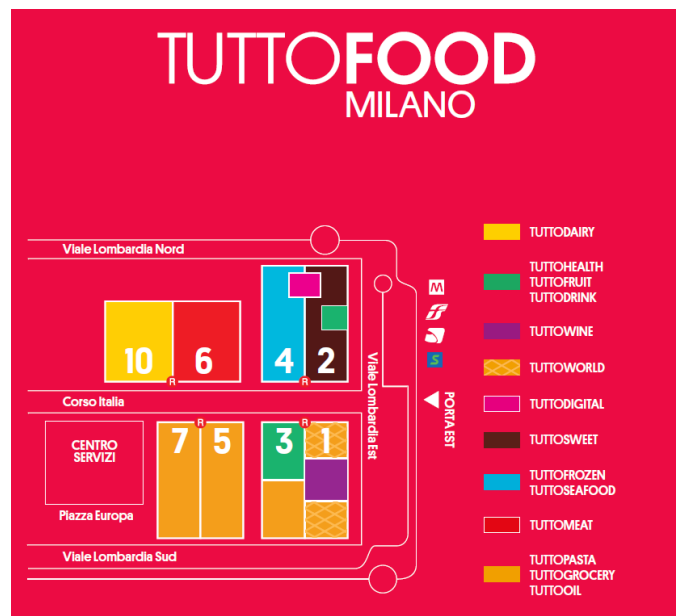 TUTTOFOOD
MILANO
Viale Lombardia Nord
10
6
4
2
R
R
Corso Italia
Viale Lombardia Est
PORTA EST
M
S
CENTRO
SERVIZI
Piazza Europa
R
R
7
5
3
1
Viale Lombardia Sud
TUTTODAIRY
TUTTOHEALTH
TUTTOFRUIT
TUTTODRINK
TUTTOWINE
TUTTOWORLD
TUTTODIGITAL
TUTTOSWEET
TUTTOFROZEN
TUTTOSEAFOOD
TUTTOMEAT
TUTTOPASTA
TUTTOGROCERY
TUTTOOIL